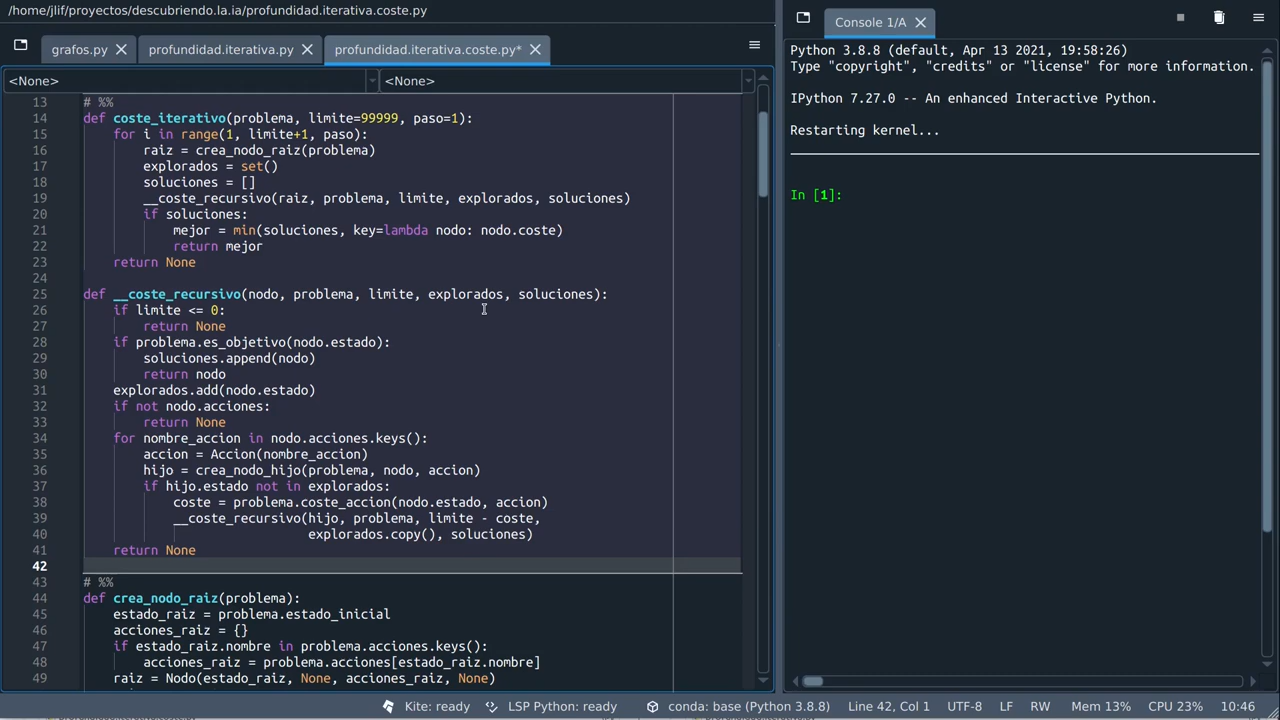 /home/jlif/proyectos/descubriendo.la.ia/profundidad.iterativa.coste.py
grafos.py
profundidad.iterativa.py
profundidad.iterativa.coste.py*
<None>
<None>
13 # %%
14 def coste_iterativo(problema, limite=99999, paso=1):
15     for i in range(1, limite+1, paso):
16         raiz = crea_nodo_raiz(problema)
17         explorados = set()
18         soluciones = []
19         __coste_recursivo(raiz, problema, limite, explorados, soluciones)
20         if soluciones:
21             mejor = min(soluciones, key=lambda nodo: nodo.coste)
22             return mejor
23     return None
24
25 def __coste_recursivo(nodo, problema, limite, explorados, soluciones):
26     if limite <= 0:
27         return None
28     if problema.es_objetivo(nodo.estado):
29         soluciones.append(nodo)
30         return nodo
31     explorados.add(nodo.estado)
32     if not nodo.acciones:
33         return None
34     for nombre_accion in nodo.acciones.keys():
35         accion = Accion(nombre_accion)
36         hijo = crea_nodo_hijo(problema, nodo, accion)
37         if hijo.estado not in explorados:
38             coste = problema.coste_accion(nodo.estado, accion)
39             __coste_recursivo(hijo, problema, limite - coste,
40                               explorados.copy(), soluciones)
41     return None
42
43 # %%
44 def crea_nodo_raiz(problema):
45     estado_raiz = problema.estado_inicial
46     acciones_raiz = {}
47     if estado_raiz.nombre in problema.acciones.keys():
48         acciones_raiz = problema.acciones[estado_raiz.nombre]
49     raiz = Nodo(estado_raiz, None, acciones_raiz, None)
Console 1/A
Python 3.8.8 (default, Apr 13 2021, 19:58:26)
Type "copyright", "credits" or "license" for more information.
IPython 7.27.0 -- An enhanced Interactive Python.
Restarting kernel...
In [1]:
Kite: ready
LSP Python: ready
conda: base (Python 3.8.8)
Line 42, Col 1
UTF-8
LF
RW
Mem 13%
CPU 23%
10:46